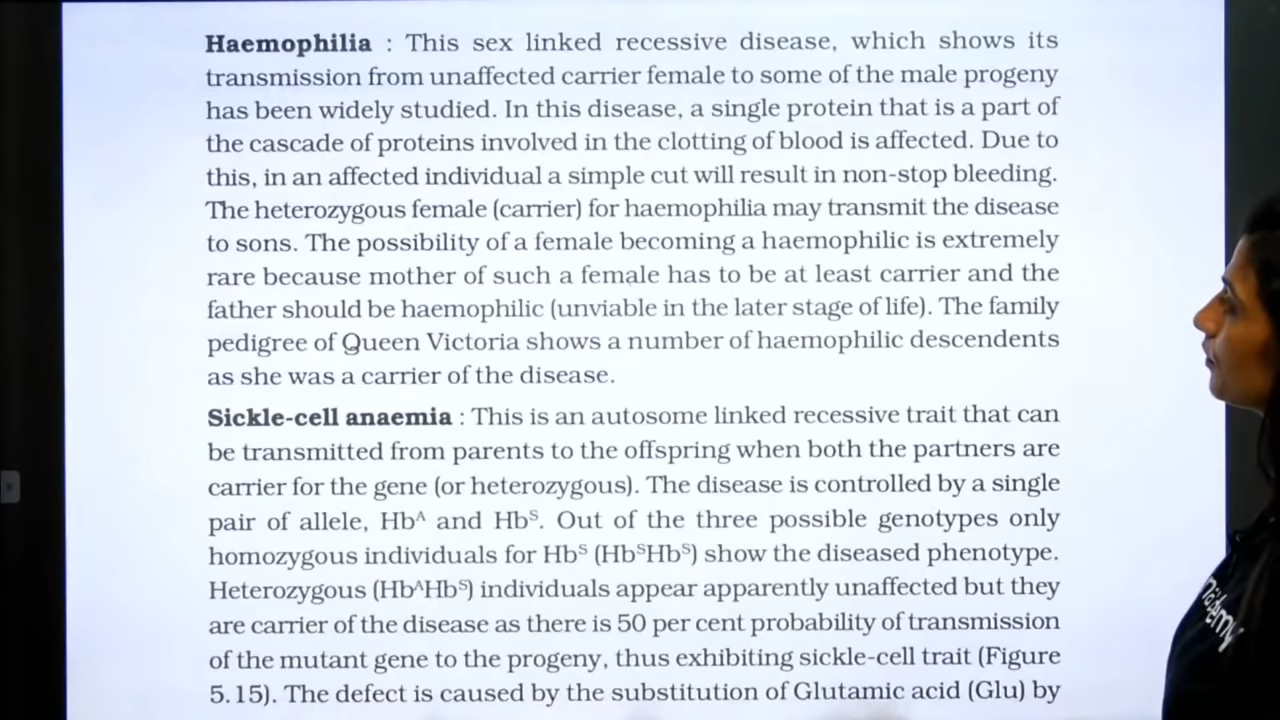 Haemophilia : This sex linked recessive disease, which shows its
transmission from unaffected carrier female to some of the male progeny
has been widely studied. In this disease, a single protein that is a part of
the cascade of proteins involved in the clotting of blood is affected. Due to
this, in an affected individual a simple cut will result in non-stop bleeding.
The heterozygous female (carrier) for haemophilia may transmit the disease
to sons. The possibility of a female becoming a haemophilic is extremely
rare because mother of such a female has to be at least carrier and the
father should be haemophilic (unviable in the later stage of life). The family
pedigree of Queen Victoria shows a number of haemophilic descendents
as she was a carrier of the disease.
Sickle-cell anaemia : This is an autosome linked recessive trait that can
be transmitted from parents to the offspring when both the partners are
carrier for the gene (or heterozygous). The disease is controlled by a single
pair of allele, Hbᴬ and Hbˢ. Out of the three possible genotypes only
homozygous individuals for Hbˢ (HbˢHbˢ) show the diseased phenotype.
Heterozygous (HbᴬHbˢ) individuals appear apparently unaffected but they
are carrier of the disease as there is 50 per cent probability of transmission
of the mutant gene to the progeny, thus exhibiting sickle-cell trait (Figure
5.15). The defect is caused by the substitution of Glutamic acid (Glu) by